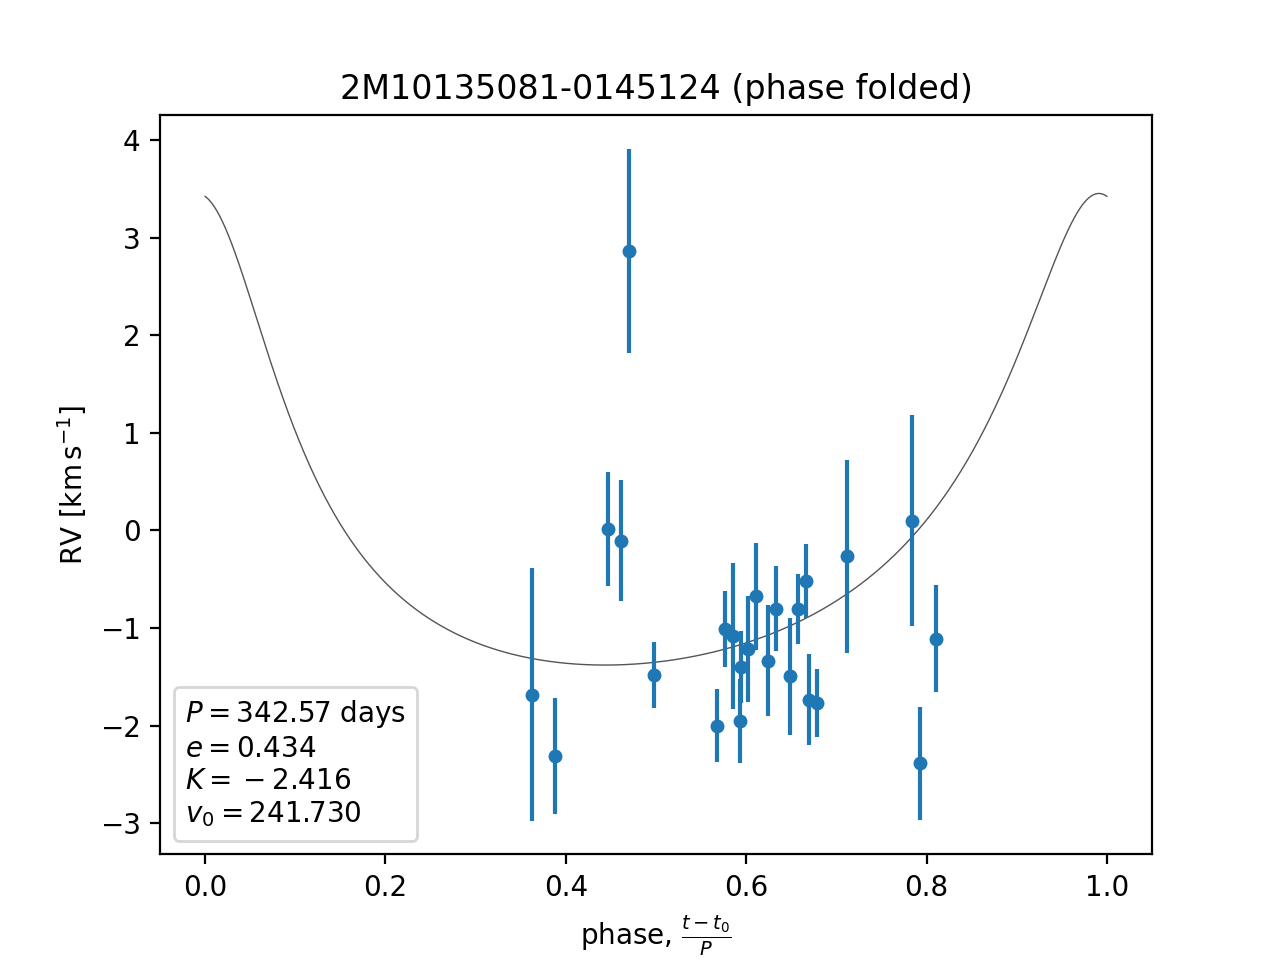 2M10135081-0145124 (phase folded)
4
3
2
1
0
−1
−2
−3
RV [km s⁻¹]
P = 342.57 days
e = 0.434
K = −2.416
v₀ = 241.730
0.0 0.2 0.4 0.6 0.8 1.0
phase, (t − t₀)/P